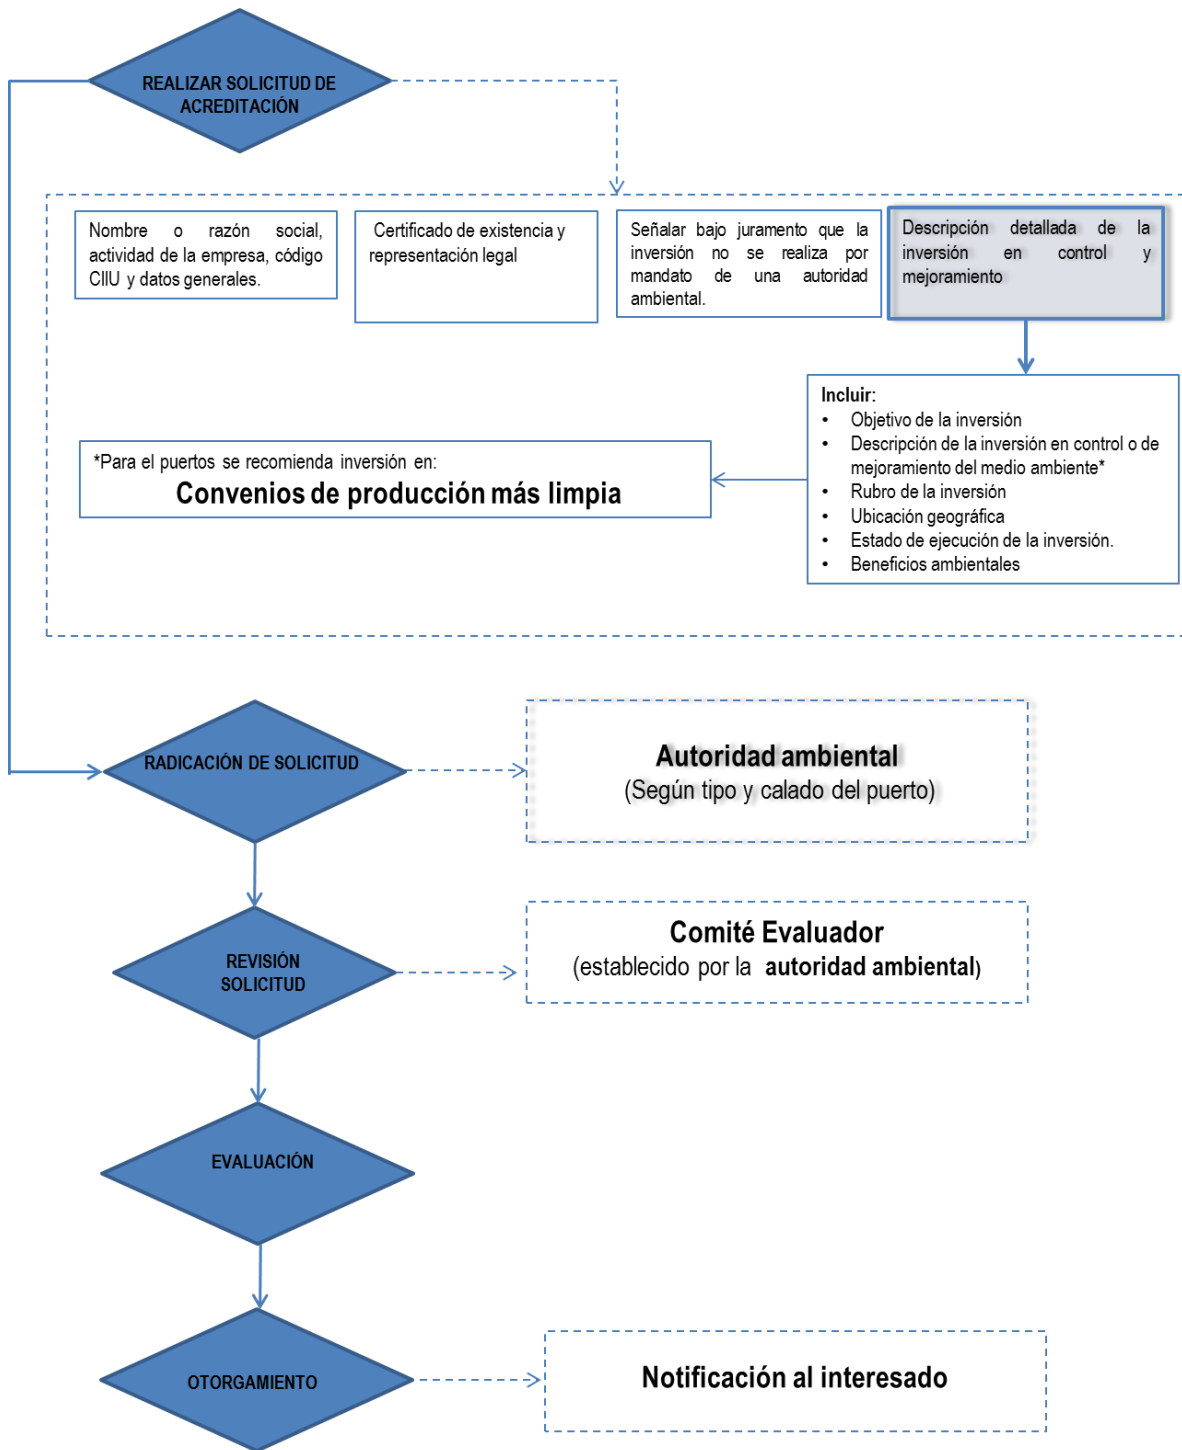 REALIZAR SOLICITUD DE
ACREDITACIÓN
Nombre o razón social,
actividad de la empresa, código
CIIU y datos generales.
Certificado de existencia y
representación legal
Señalar bajo juramento que la
inversión no se realiza por
mandato de una autoridad
ambiental.
Descripción detallada de la
inversión en control y
mejoramiento
Incluir:
• Objetivo de la inversión
• Descripción de la inversión en control o de
mejoramiento del medio ambiente*
• Rubro de la inversión
• Ubicación geográfica
• Estado de ejecución de la inversión.
• Beneficios ambientales
*Para el puertos se recomienda inversión en:
Convenios de producción más limpia
RADICACIÓN DE SOLICITUD
Autoridad ambiental
(Según tipo y calado del puerto)
REVISIÓN
SOLICITUD
Comité Evaluador
(establecido por la autoridad ambiental)
EVALUACIÓN
OTORGAMIENTO
Notificación al interesado